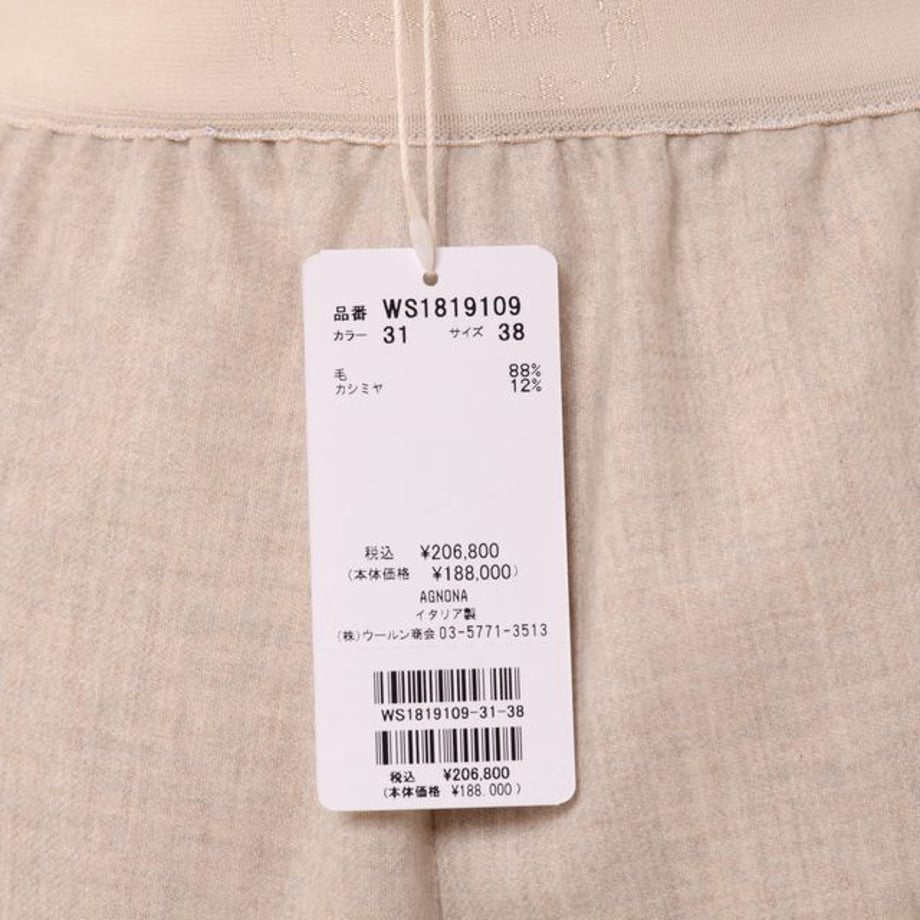 AGNONA
品番 WS1819109
カラー 31 サイズ 38
毛 88%
カシミヤ 12%
税込 ¥206,800
(本体価格 ¥188,000)
AGNONA
イタリア製
(株)ウールン商会 03-5771-3513
WS1819109-31-38
税込 ¥206,800
(本体価格 ¥188.000)